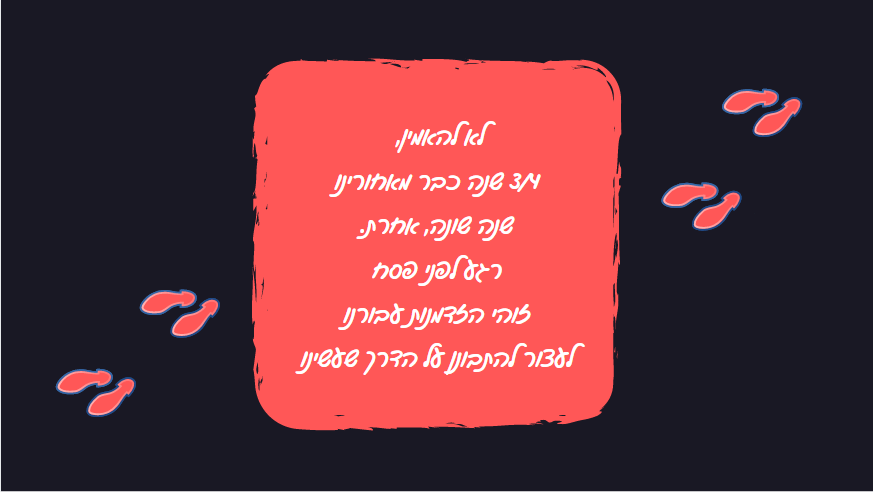 לא להאמין,
3/4 שנה כבר מאחורינו
שנה שונה, אחרת.
רגע לפני פסח
זוהי הזדמנות עבורנו
לעצור להתבונן על הדרך שעשינו